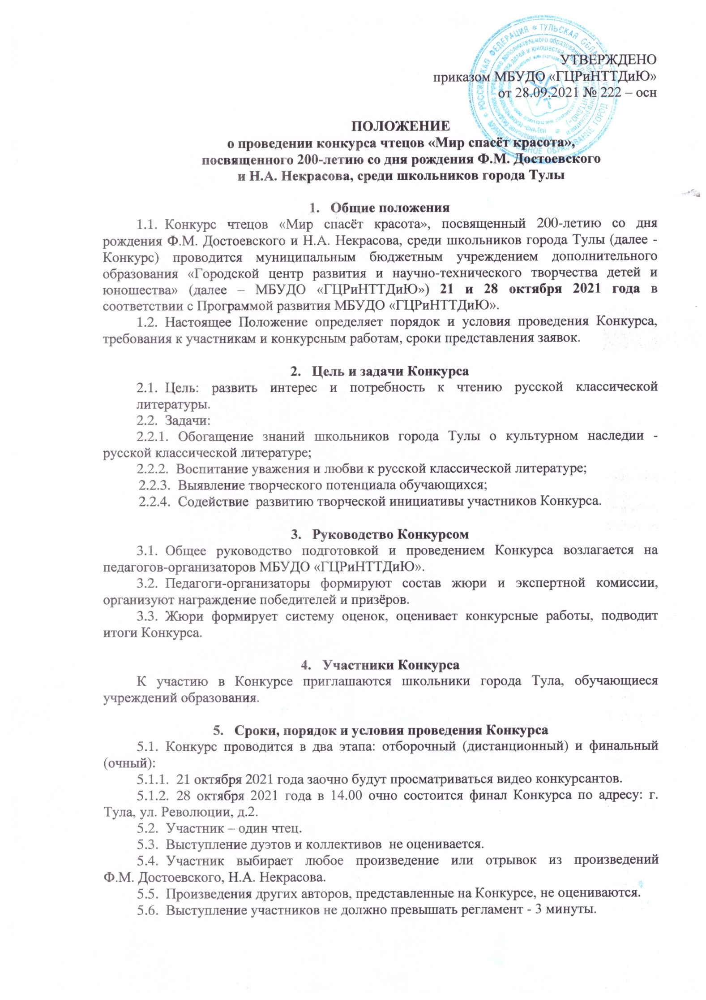 РОССИЙСКАЯ ФЕДЕРАЦИЯ * ТУЛЬСКАЯ ОБЛАСТЬ
УТВЕРЖДЕНО
приказом МБУДО «ГЦРиНТТДиЮ»
от 28.09.2021 № 222 – осн
ПОЛОЖЕНИЕ
о проведении конкурса чтецов «Мир спасёт красота»,
посвященного 200-летию со дня рождения Ф.М. Достоевского
и Н.А. Некрасова, среди школьников города Тулы
1. Общие положения
1.1. Конкурс чтецов «Мир спасёт красота», посвященный 200-летию со дня
рождения Ф.М. Достоевского и Н.А. Некрасова, среди школьников города Тулы (далее -
Конкурс) проводится муниципальным бюджетным учреждением дополнительного
образования «Городской центр развития и научно-технического творчества детей и
юношества» (далее – МБУДО «ГЦРиНТТДиЮ») 21 и 28 октября 2021 года в
соответствии с Программой развития МБУДО «ГЦРиНТТДиЮ».
1.2. Настоящее Положение определяет порядок и условия проведения Конкурса,
требования к участникам и конкурсным работам, сроки представления заявок.
2. Цель и задачи Конкурса
2.1. Цель: развить интерес и потребность к чтению русской классической
литературы.
2.2. Задачи:
2.2.1. Обогащение знаний школьников города Тулы о культурном наследии -
русской классической литературе;
2.2.2. Воспитание уважения и любви к русской классической литературе;
2.2.3. Выявление творческого потенциала обучающихся;
2.2.4. Содействие развитию творческой инициативы участников Конкурса.
3. Руководство Конкурсом
3.1. Общее руководство подготовкой и проведением Конкурса возлагается на
педагогов-организаторов МБУДО «ГЦРиНТТДиЮ».
3.2. Педагоги-организаторы формируют состав жюри и экспертной комиссии,
организуют награждение победителей и призёров.
3.3. Жюри формирует систему оценок, оценивает конкурсные работы, подводит
итоги Конкурса.
4. Участники Конкурса
К участию в Конкурсе приглашаются школьники города Тула, обучающиеся
учреждений образования.
5. Сроки, порядок и условия проведения Конкурса
5.1. Конкурс проводится в два этапа: отборочный (дистанционный) и финальный
(очный):
5.1.1. 21 октября 2021 года заочно будут просматриваться видео конкурсантов.
5.1.2. 28 октября 2021 года в 14.00 очно состоится финал Конкурса по адресу: г.
Тула, ул. Революции, д.2.
5.2. Участник – один чтец.
5.3. Выступление дуэтов и коллективов не оценивается.
5.4. Участник выбирает любое произведение или отрывок из произведений
Ф.М. Достоевского, Н.А. Некрасова.
5.5. Произведения других авторов, представленные на Конкурсе, не оцениваются.
5.6. Выступление участников не должно превышать регламент - 3 минуты.